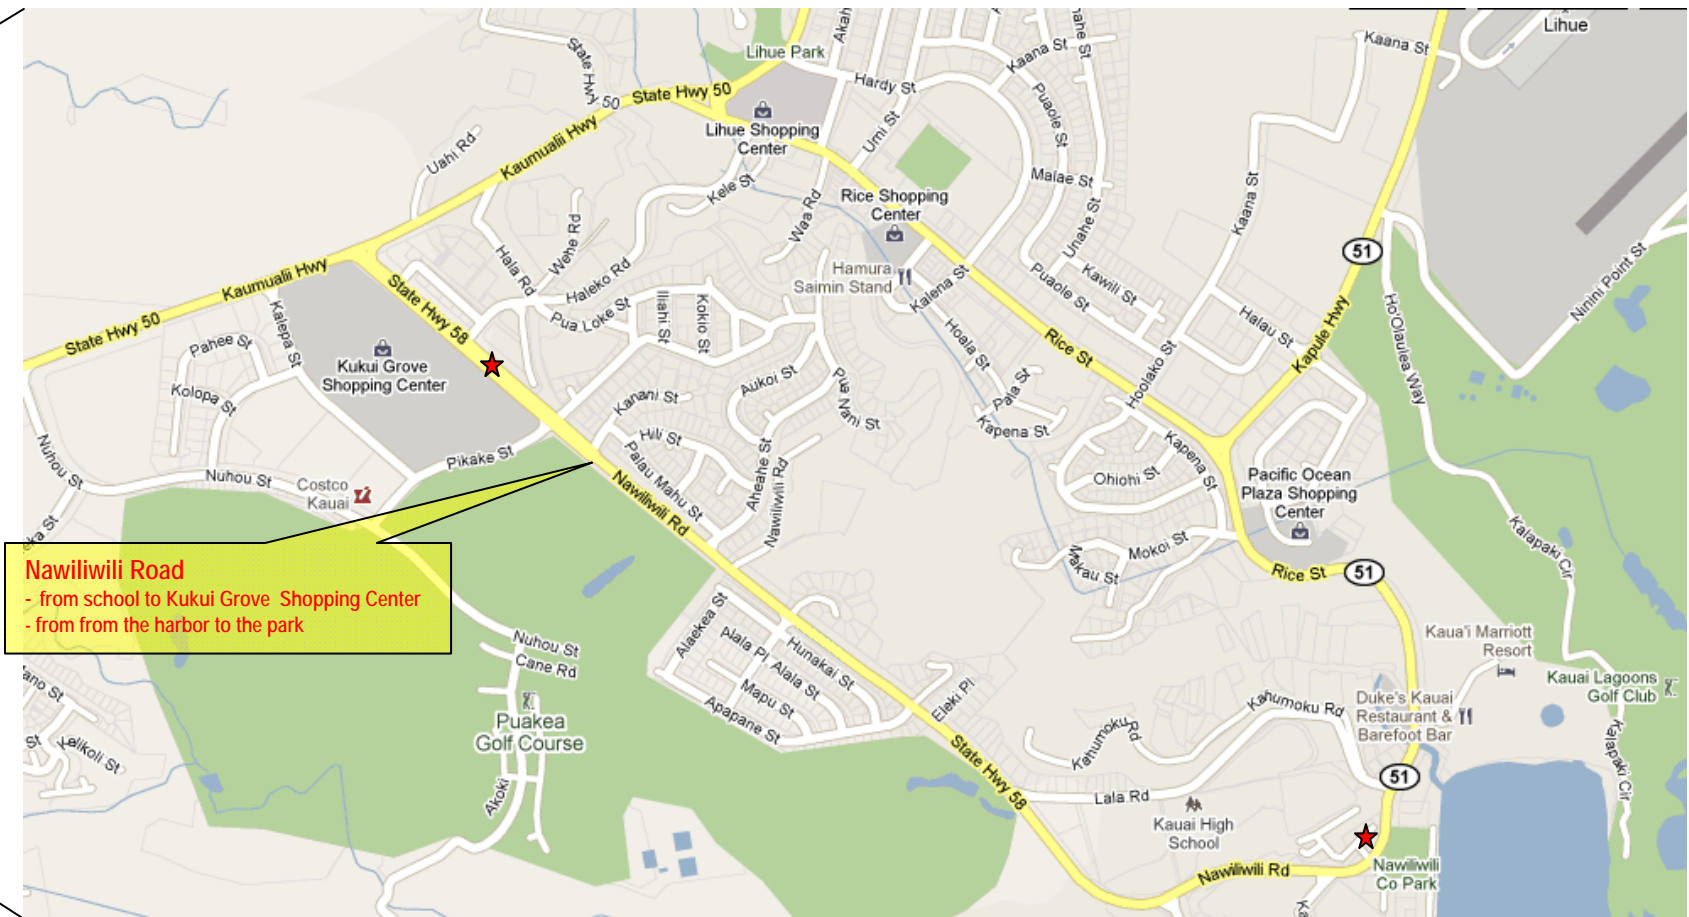 Lihue
Kaana St
Lihue Park
Hardy St
Kaana St
State Hwy 50
State Hwy 50
Kaumualii Hwy
Lihue Shopping
Center
Umi St
Puaole St
Uahi Rd
Kele St
Malae St
Rice Shopping
Center
Waa Rd
Kaana St
Unahe St
Wehe Rd
Hala Rd
Haleko Rd
Hamura
Saimin Stand
Kalena St
Puaole St
Kawili St
51
Kaumualii Hwy
State Hwy 50
State Hwy 58
Kalepa St
Pua Loke St
Iliahi St
Kokio St
Hoala St
Rice St
Halau St
Kapule Hwy
Ho'Olaulea Way
Ninini Point St
Pahee St
Kolopa St
Kukui Grove
Shopping Center
Aukoi St
Pua Nani St
Kanani St
Hili St
Pala St
Kapena St
Hoolako St
Nuhou St
Pikake St
Nuhou St
Costco
Kauai
Palau Mahu St
Nawiliwili Rd
Aheahe St
Nawiliwili Rd
Ohiohi St
Kapena St
Pacific Ocean
Plaza Shopping
Center
Mokoi St
Makau St
Rice St
51
Kalapaki Cir
Nawiliwili Road
- from school to Kukui Grove Shopping Center
- from from the harbor to the park
Nuhou St
Cane Rd
Puakea
Golf Course
Akoki
Kelikoli St
Alaekea St
Alala Pl
Alala St
Hunakai St
Mapu St
Apapane St
Eleki Pl
State Hwy 58
Kahumoku Rd
Kahumoku Rd
Kaua'i Marriott
Resort
Duke's Kauai
Restaurant &
Barefoot Bar
Kauai Lagoons
Golf Club
Kalapaki Cir
51
Lala Rd
Kauai High
School
Nawiliwili Rd
Nawiliwili
Co Park